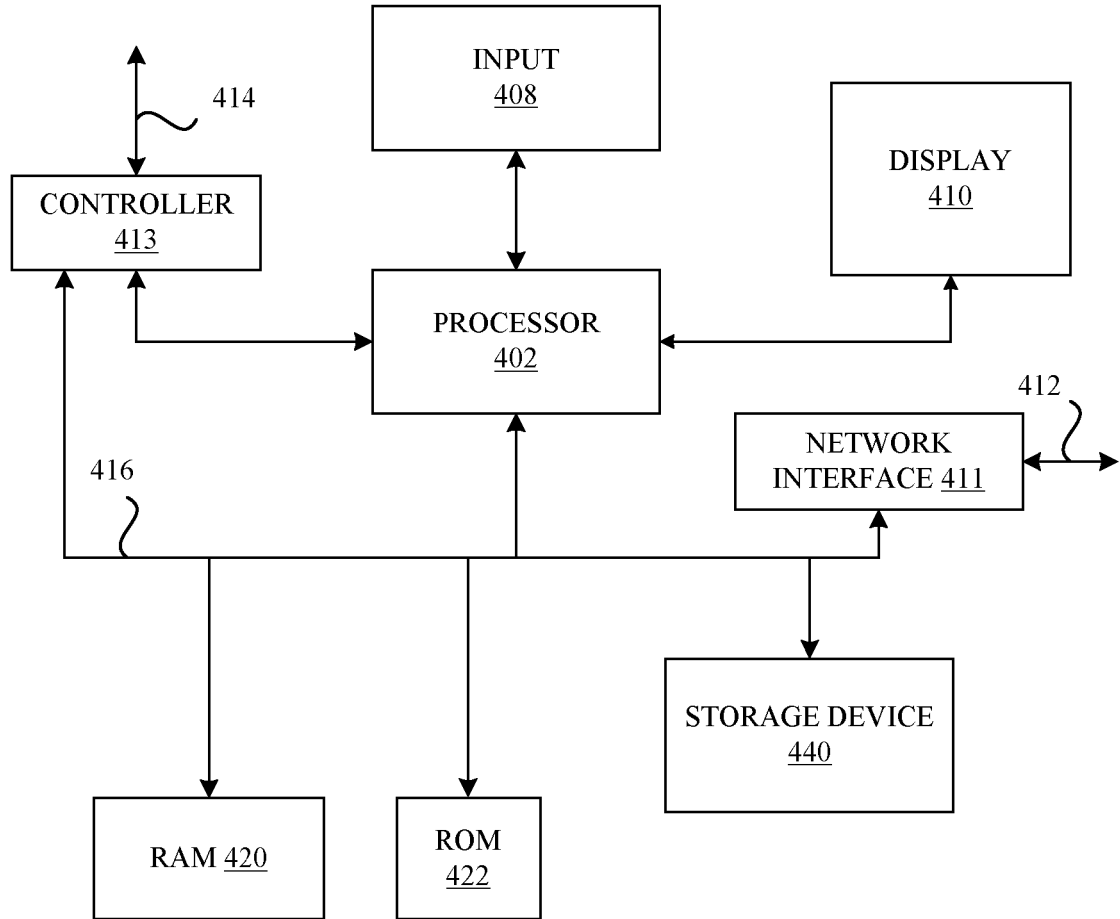 INPUT
408
414
DISPLAY
410
CONTROLLER
413
PROCESSOR
402
412
NETWORK
INTERFACE 411
416
STORAGE DEVICE
440
RAM 420
ROM
422